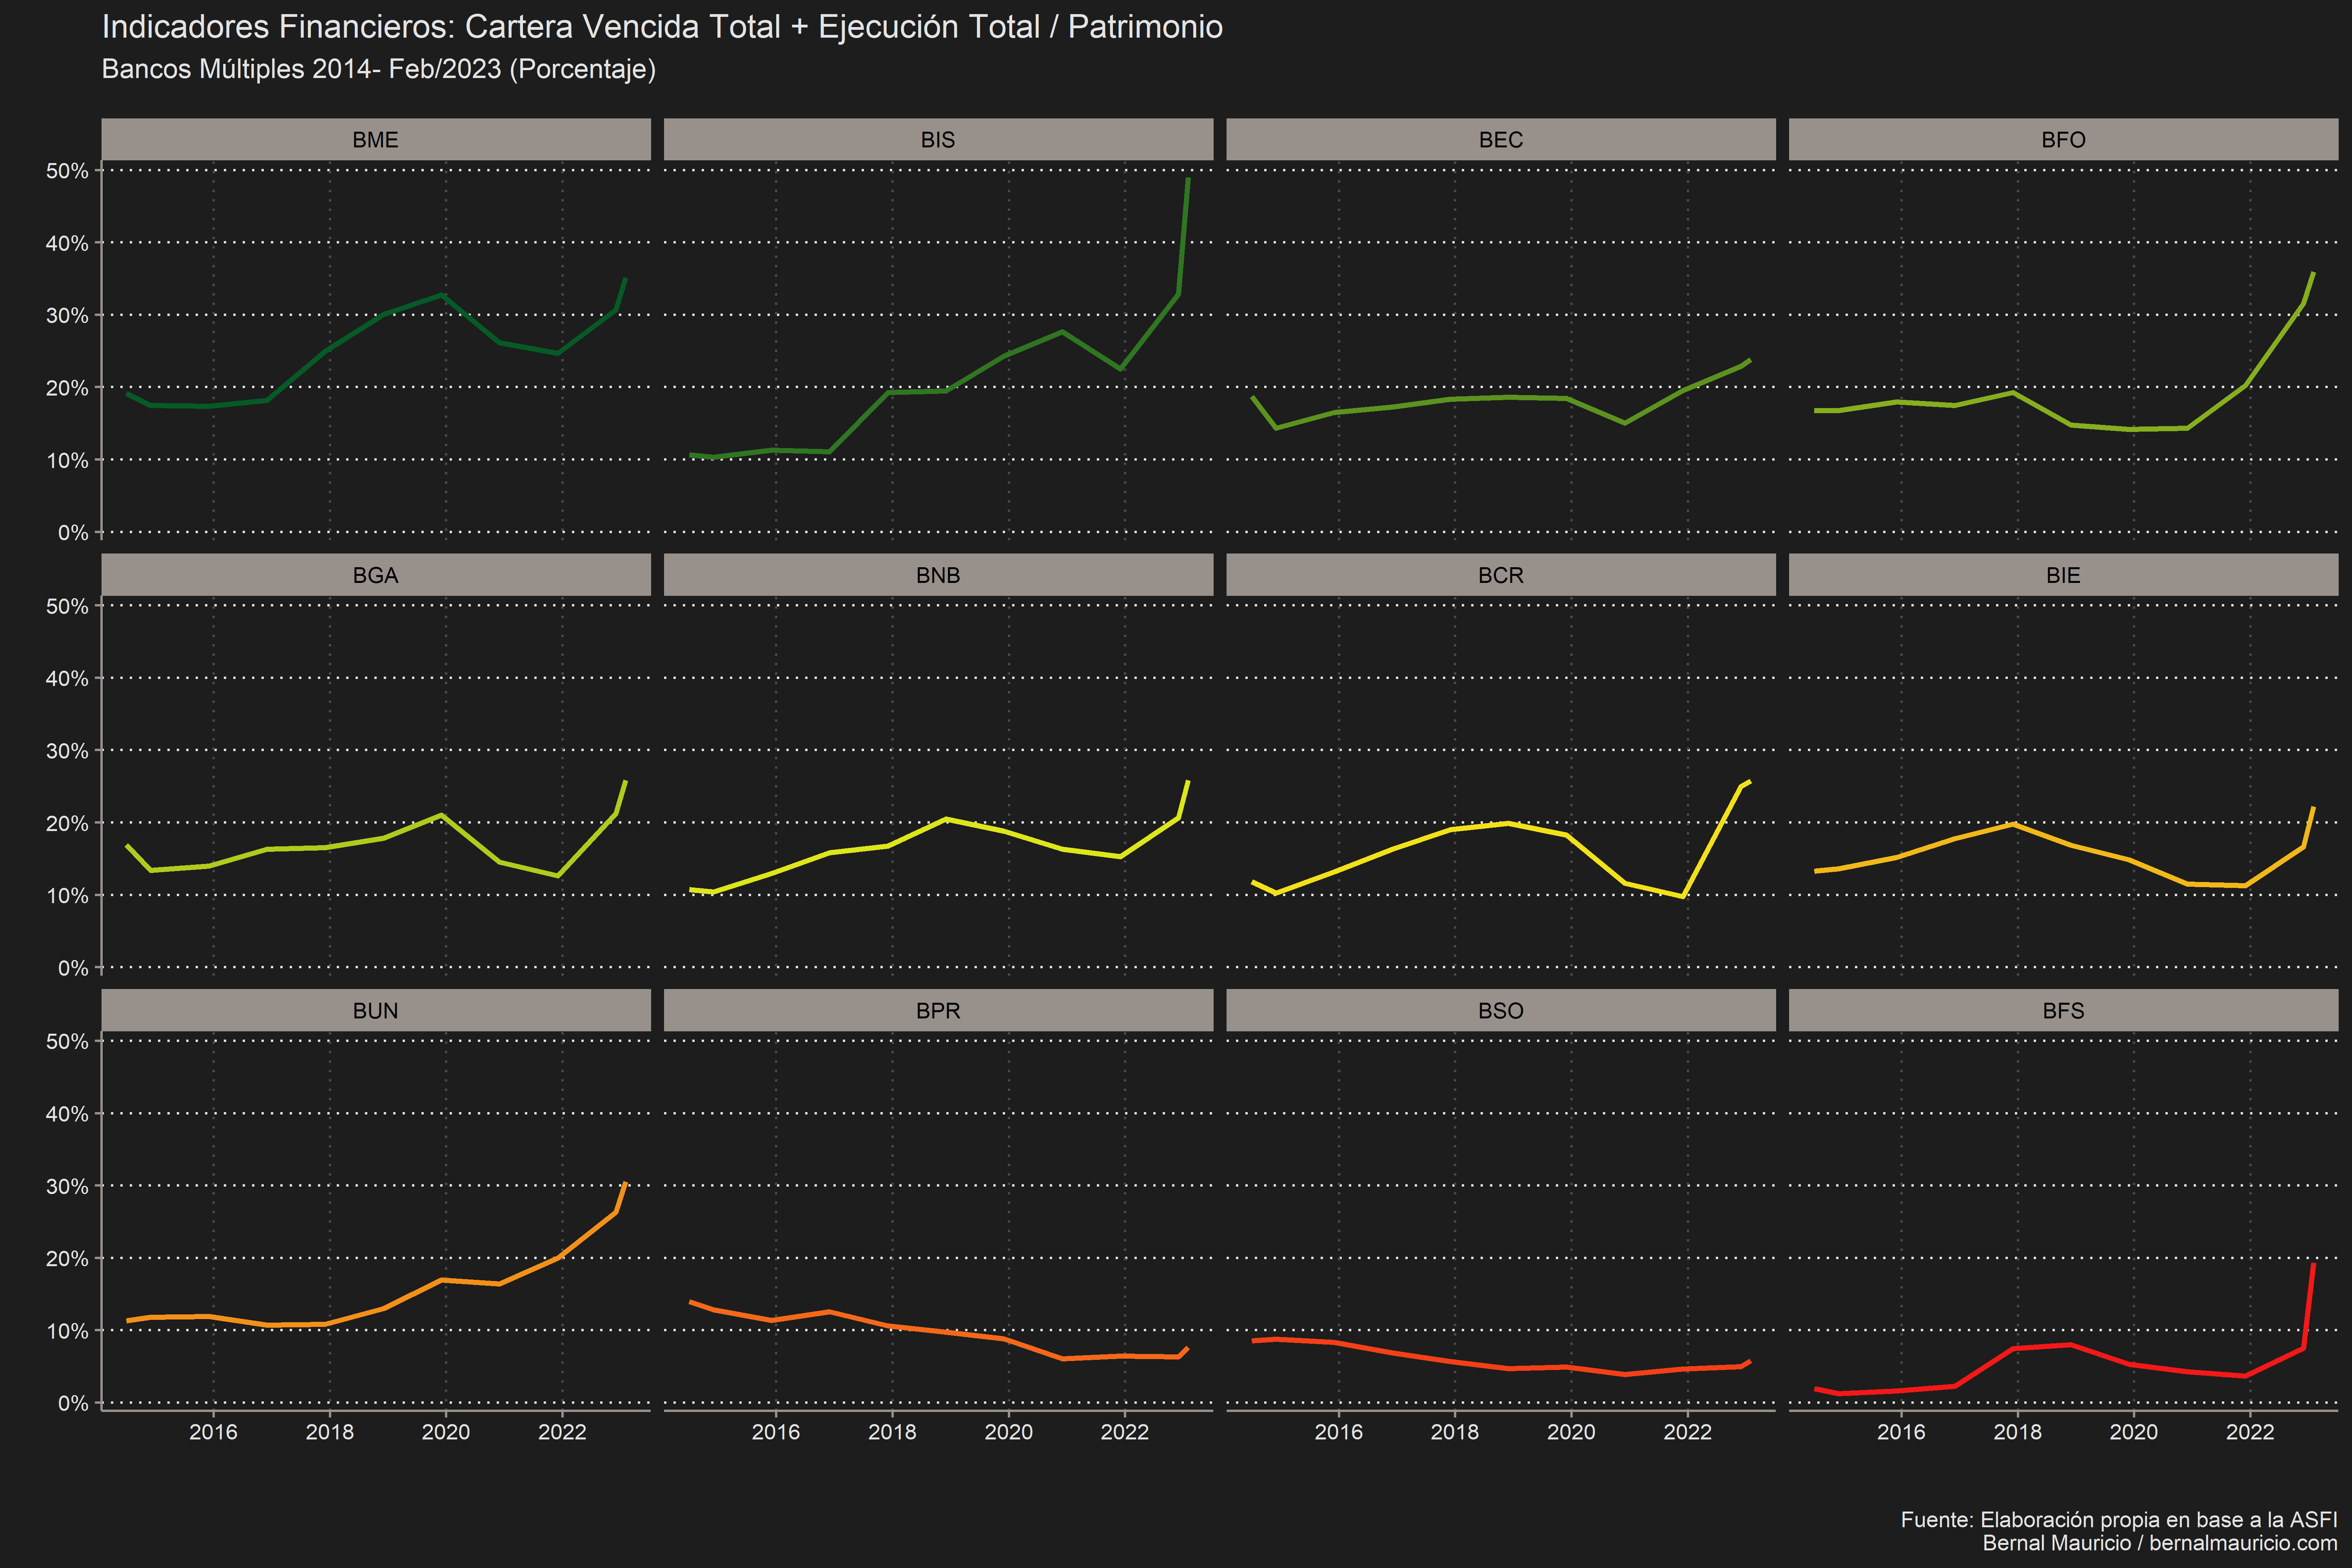 Indicadores Financieros: Cartera Vencida Total + Ejecución Total / Patrimonio
Bancos Múltiples 2014- Feb/2023 (Porcentaje)
BME BIS BEC BFO
50%
40%
30%
20%
10%
0%
BGA BNB BCR BIE
50%
40%
30%
20%
10%
0%
BUN BPR BSO BFS
50%
40%
30%
20%
10%
0%
2016 2018 2020 2022 2016 2018 2020 2022 2016 2018 2020 2022 2016 2018 2020 2022
Fuente: Elaboración propia en base a la ASFI
Bernal Mauricio / bernalmauricio.com